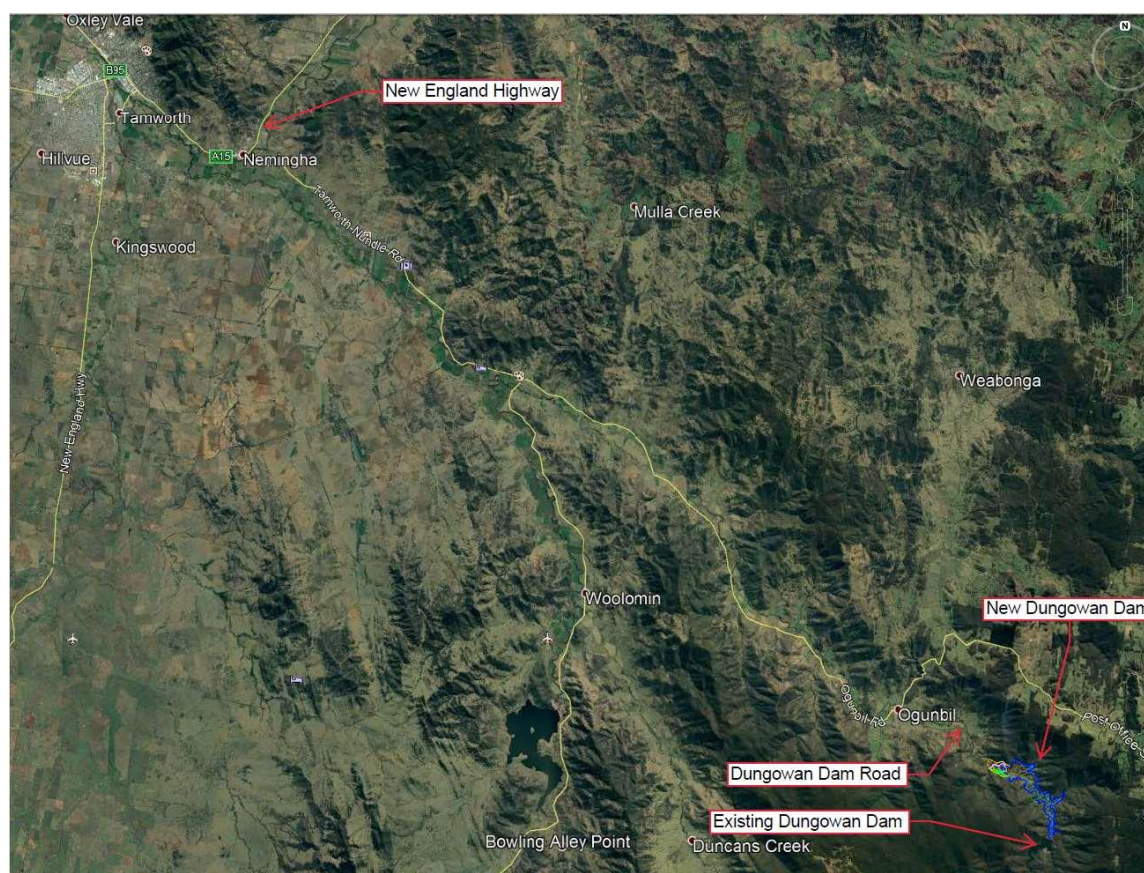 Oxley Vale
N
B95
New England Highway
Tamworth
Hillvue
A15
Nemingha
Tamworth-Nundle-Rd
Mulla Creek
Kingswood
Weabonga
New-England-Hwy
Woolomin
New Dungowan Dam
Ogunbil-Rd
Ogunbil
Post-Office-S
Dungowan Dam Road
Existing Dungowan Dam
Bowling Alley Point
Duncans Creek